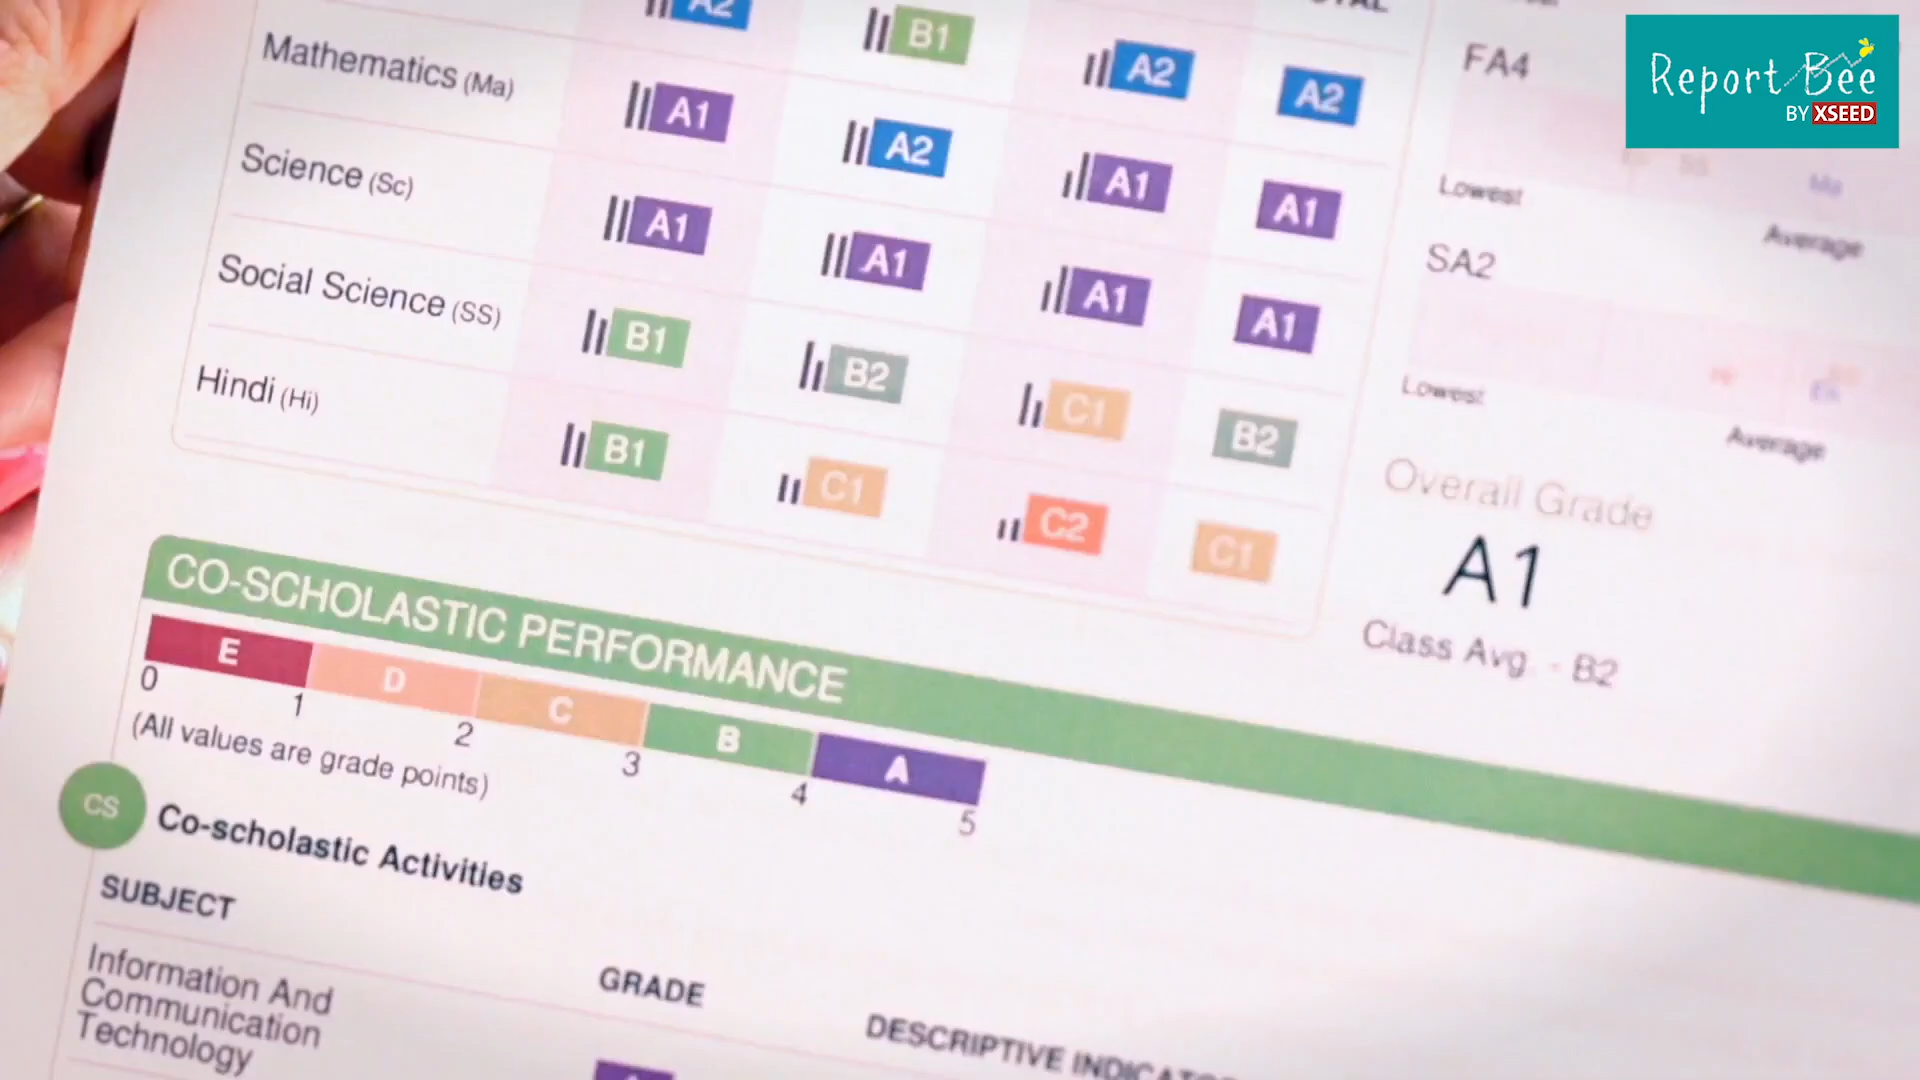 A2 B1 A2 A2
Mathematics (Ma) A1 A2 A1 A1
Science (Sc) A1 A1 A1 A1
Social Science (SS) B1 B2 C1 B2
Hindi (Hi) B1 C1 C2 C1
FA4
Lowest
Average
SA2
Lowest
Average
Overall Grade
A1
Class Avg. - B2
Report Bee
BY XSEED
CO-SCHOLASTIC PERFORMANCE
E D C B A
0 1 2 3 4 5
(All values are grade points)
CS Co-scholastic Activities
SUBJECT GRADE DESCRIPTIVE
Information And
Communication
Technology